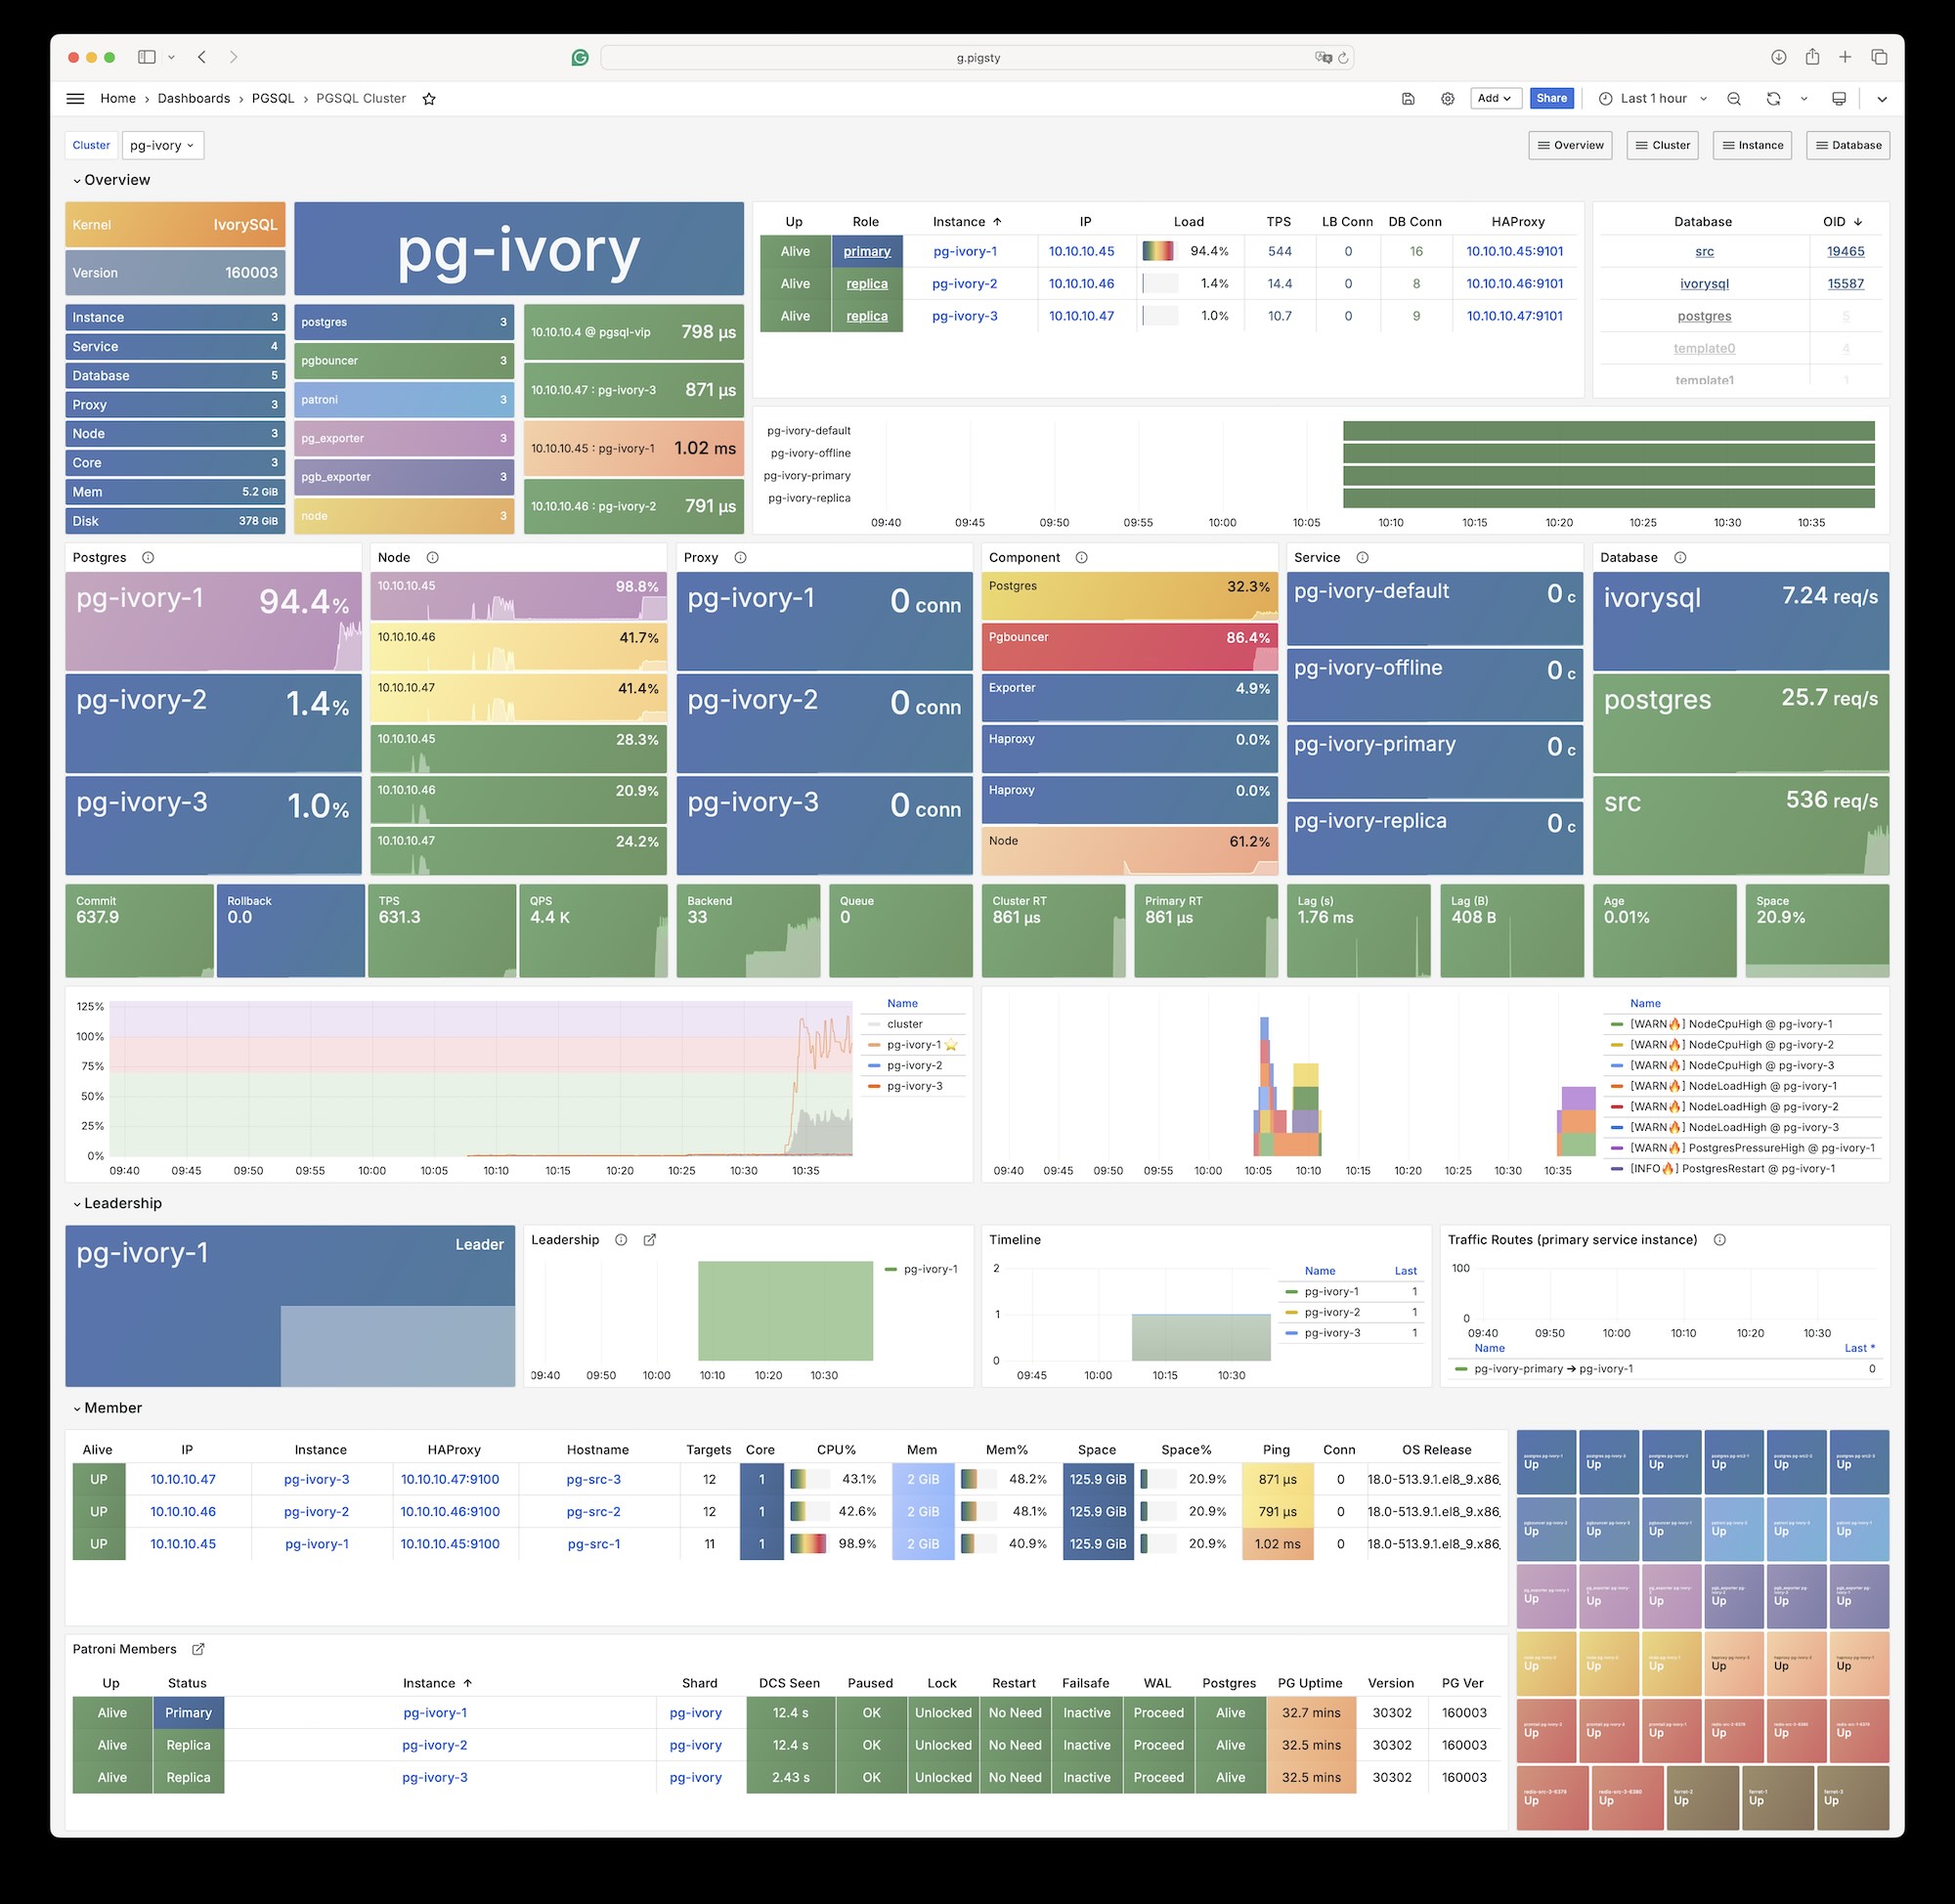 g.pigsty
Home › Dashboards › PGSQL › PGSQL Cluster
Add
Share
Last 1 hour
Cluster pg-ivory
Overview Cluster Instance Database
Overview
Kernel IvorySQL
Version 160003
pg-ivory
Instance 3
Service 4
Database 5
Proxy 3
Node 3
Core 3
Mem 5.2 GiB
Disk 378 GiB
postgres 3
pgbouncer 3
patroni 3
pg_exporter 3
pgb_exporter 3
node 3
10.10.10.4 @ pgsql-vip 798 µs
10.10.10.47 : pg-ivory-3 871 µs
10.10.10.45 : pg-ivory-1 1.02 ms
10.10.10.46 : pg-ivory-2 791 µs
Up Role Instance ↑ IP Load TPS LB Conn DB Conn HAProxy
Alive primary pg-ivory-1 10.10.10.45 94.4% 544 0 16 10.10.10.45:9101
Alive replica pg-ivory-2 10.10.10.46 1.4% 14.4 0 8 10.10.10.46:9101
Alive replica pg-ivory-3 10.10.10.47 1.0% 10.7 0 9 10.10.10.47:9101
Database OID ↓
src 19465
ivorysql 15587
postgres 5
template0 4
template1 1
pg-ivory-default
pg-ivory-offline
pg-ivory-primary
pg-ivory-replica
09:40 09:45 09:50 09:55 10:00 10:05 10:10 10:15 10:20 10:25 10:30 10:35
Postgres
pg-ivory-1 94.4%
pg-ivory-2 1.4%
pg-ivory-3 1.0%
Node
10.10.10.45 98.8%
10.10.10.46 41.7%
10.10.10.47 41.4%
10.10.10.45 28.3%
10.10.10.46 20.9%
10.10.10.47 24.2%
Proxy
pg-ivory-1 0 conn
pg-ivory-2 0 conn
pg-ivory-3 0 conn
Component
Postgres 32.3%
Pgbouncer 86.4%
Exporter 4.9%
Haproxy 0.0%
Haproxy 0.0%
Node 61.2%
Service
pg-ivory-default 0 c
pg-ivory-offline 0 c
pg-ivory-primary 0 c
pg-ivory-replica 0 c
Database
ivorysql 7.24 req/s
postgres 25.7 req/s
src 536 req/s
Commit
637.9
Rollback
0.0
TPS
631.3
QPS
4.4 K
Backend
33
Queue
0
Cluster RT
861 µs
Primary RT
861 µs
Lag (s)
1.76 ms
Lag (B)
408 B
Age
0.01%
Space
20.9%
125%
100%
75%
50%
25%
0%
09:40 09:45 09:50 09:55 10:00 10:05 10:10 10:15 10:20 10:25 10:30 10:35
Name
cluster
pg-ivory-1⭐
pg-ivory-2
pg-ivory-3
09:40 09:45 09:50 09:55 10:00 10:05 10:10 10:15 10:20 10:25 10:30 10:35
Name
[WARN🔥] NodeCpuHigh @ pg-ivory-1
[WARN🔥] NodeCpuHigh @ pg-ivory-2
[WARN🔥] NodeCpuHigh @ pg-ivory-3
[WARN🔥] NodeLoadHigh @ pg-ivory-1
[WARN🔥] NodeLoadHigh @ pg-ivory-2
[WARN🔥] NodeLoadHigh @ pg-ivory-3
[WARN🔥] PostgresPressureHigh @ pg-ivory-1
[INFO🔥] PostgresRestart @ pg-ivory-1
Leadership
pg-ivory-1 Leader
Leadership
pg-ivory-1
09:40 09:50 10:00 10:10 10:20 10:30
Timeline
2
1
0
09:45 10:00 10:15 10:30
Name Last
pg-ivory-1 1
pg-ivory-2 1
pg-ivory-3 1
Traffic Routes (primary service instance)
100
0
09:40 09:50 10:00 10:10 10:20 10:30
Name Last *
pg-ivory-primary → pg-ivory-1 0
Member
Alive IP Instance HAProxy Hostname Targets Core CPU% Mem Mem% Space Space% Ping Conn OS Release
UP 10.10.10.47 pg-ivory-3 10.10.10.47:9100 pg-src-3 12 1 43.1% 2 GiB 48.2% 125.9 GiB 20.9% 871 µs 0 18.0-513.9.1.el8_9.x86_
UP 10.10.10.46 pg-ivory-2 10.10.10.46:9100 pg-src-2 12 1 42.6% 2 GiB 48.1% 125.9 GiB 20.9% 791 µs 0 18.0-513.9.1.el8_9.x86_
UP 10.10.10.45 pg-ivory-1 10.10.10.45:9100 pg-src-1 11 1 98.9% 2 GiB 40.9% 125.9 GiB 20.9% 1.02 ms 0 18.0-513.9.1.el8_9.x86_
Patroni Members
Up Status Instance ↑ Shard DCS Seen Paused Lock Restart Failsafe WAL Postgres PG Uptime Version PG Ver
Alive Primary pg-ivory-1 pg-ivory 12.4 s OK Unlocked No Need Inactive Proceed Alive 32.7 mins 30302 160003
Alive Replica pg-ivory-2 pg-ivory 12.4 s OK Unlocked No Need Inactive Proceed Alive 32.5 mins 30302 160003
Alive Replica pg-ivory-3 pg-ivory 2.43 s OK Unlocked No Need Inactive Proceed Alive 32.5 mins 30302 160003
Up Up Up Up Up Up
Up Up Up Up Up Up
Up Up Up Up Up Up
Up Up Up Up Up Up
Up Up Up Up Up Up
redis-src-3-6379 redis-src-3-6380 ferret-2 ferret-1 ferret-3
Up Up Up Up Up